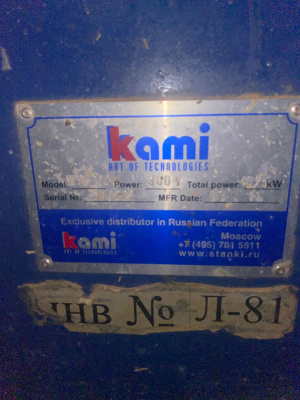 kami
ART OF TECHNOLOGIES
Model: Power: 380V Total power: kW
Serial No: MFR Date:
Exclusive distributor in Russian Federation
kami Moscow
ART OF TECHNOLOGIES +7 (495) 781 5511
www.stanki.ru
ИНВ № Л-81